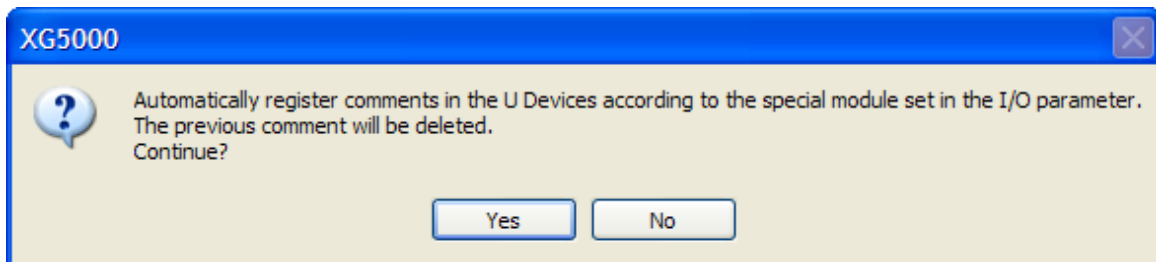 XG5000
Automatically register comments in the U Devices according to the special module set in the I/O parameter.
The previous comment will be deleted.
Continue?
Yes No